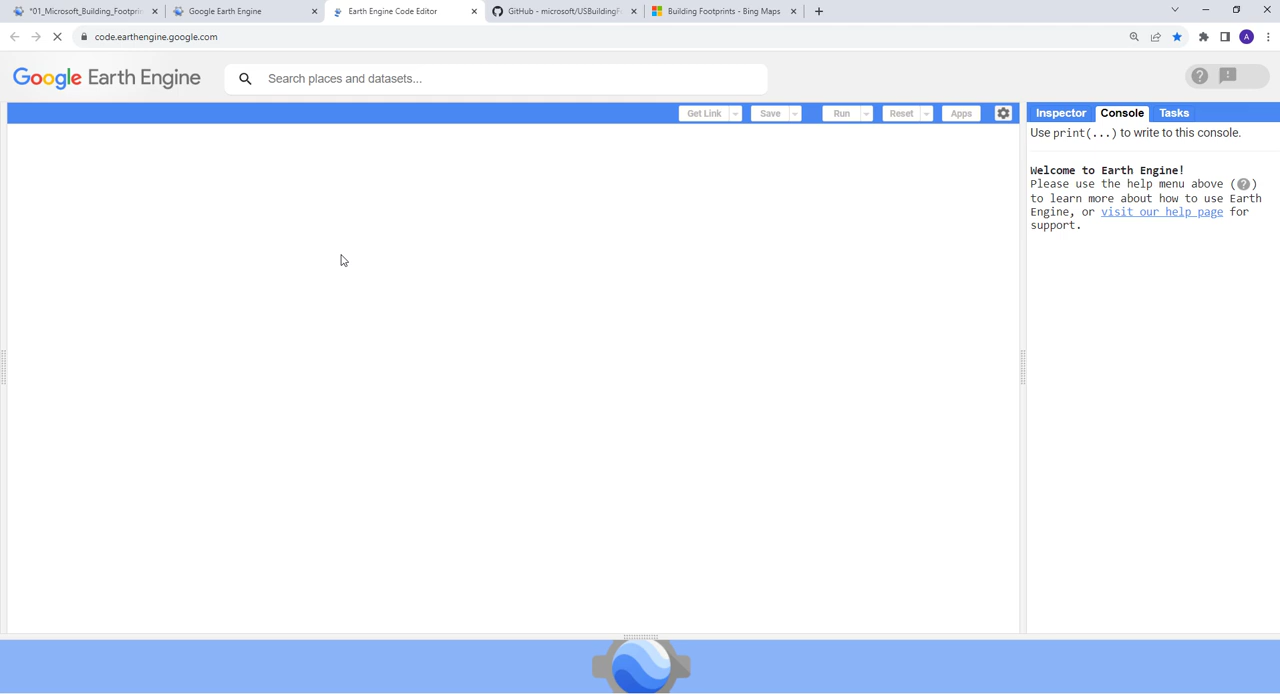 *01_Microsoft_Building_Footprin
Google Earth Engine
Earth Engine Code Editor
GitHub - microsoft/USBuildingFo
Building Footprints - Bing Maps
code.earthengine.google.com
A
Google Earth Engine
Search places and datasets...
Get Link
Save
Run
Reset
Apps
Inspector
Console
Tasks
Use print(...) to write to this console.
Welcome to Earth Engine!
Please use the help menu above (?)
to learn more about how to use Earth
Engine, or visit our help page for
support.